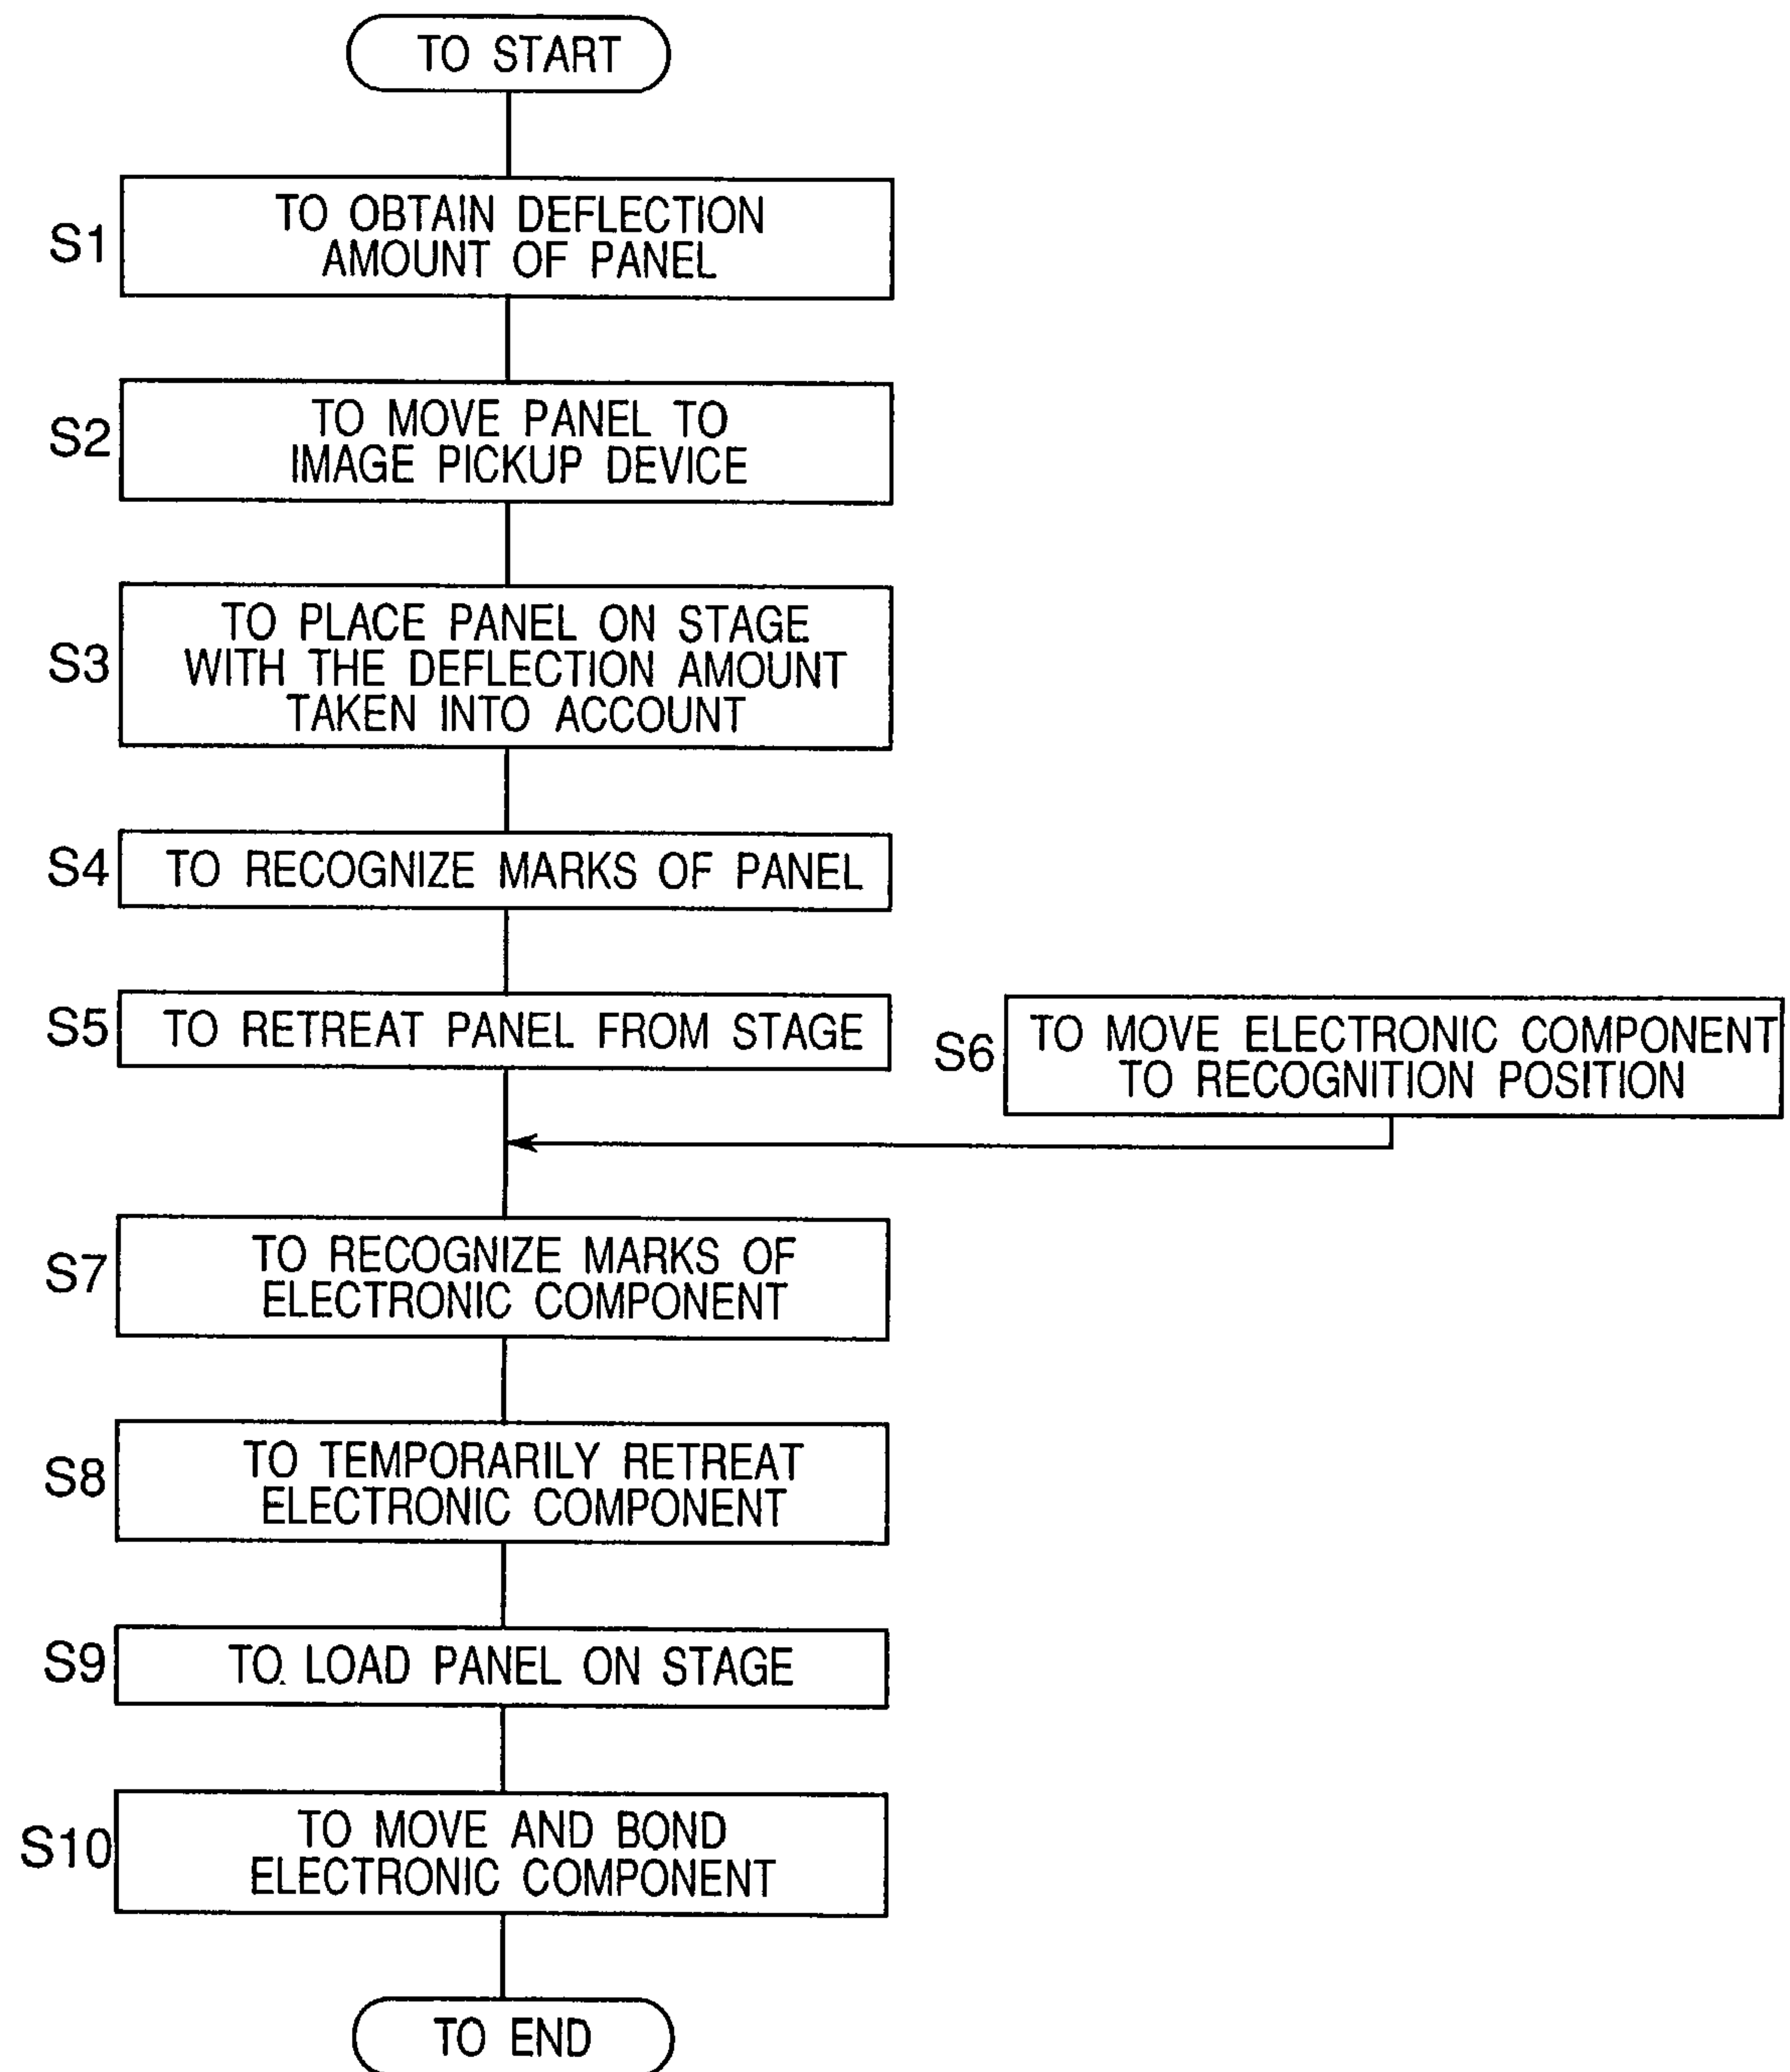 TO START
S1
TO OBTAIN DEFLECTION
AMOUNT OF PANEL
S2
TO MOVE PANEL TO
IMAGE PICKUP DEVICE
S3
TO PLACE PANEL ON STAGE
WITH THE DEFLECTION AMOUNT
TAKEN INTO ACCOUNT
S4
TO RECOGNIZE MARKS OF PANEL
S5
TO RETREAT PANEL FROM STAGE
S6
TO MOVE ELECTRONIC COMPONENT
TO RECOGNITION POSITION
S7
TO RECOGNIZE MARKS OF
ELECTRONIC COMPONENT
S8
TO TEMPORARILY RETREAT
ELECTRONIC COMPONENT
S9
TO LOAD PANEL ON STAGE
S10
TO MOVE AND BOND
ELECTRONIC COMPONENT
TO END